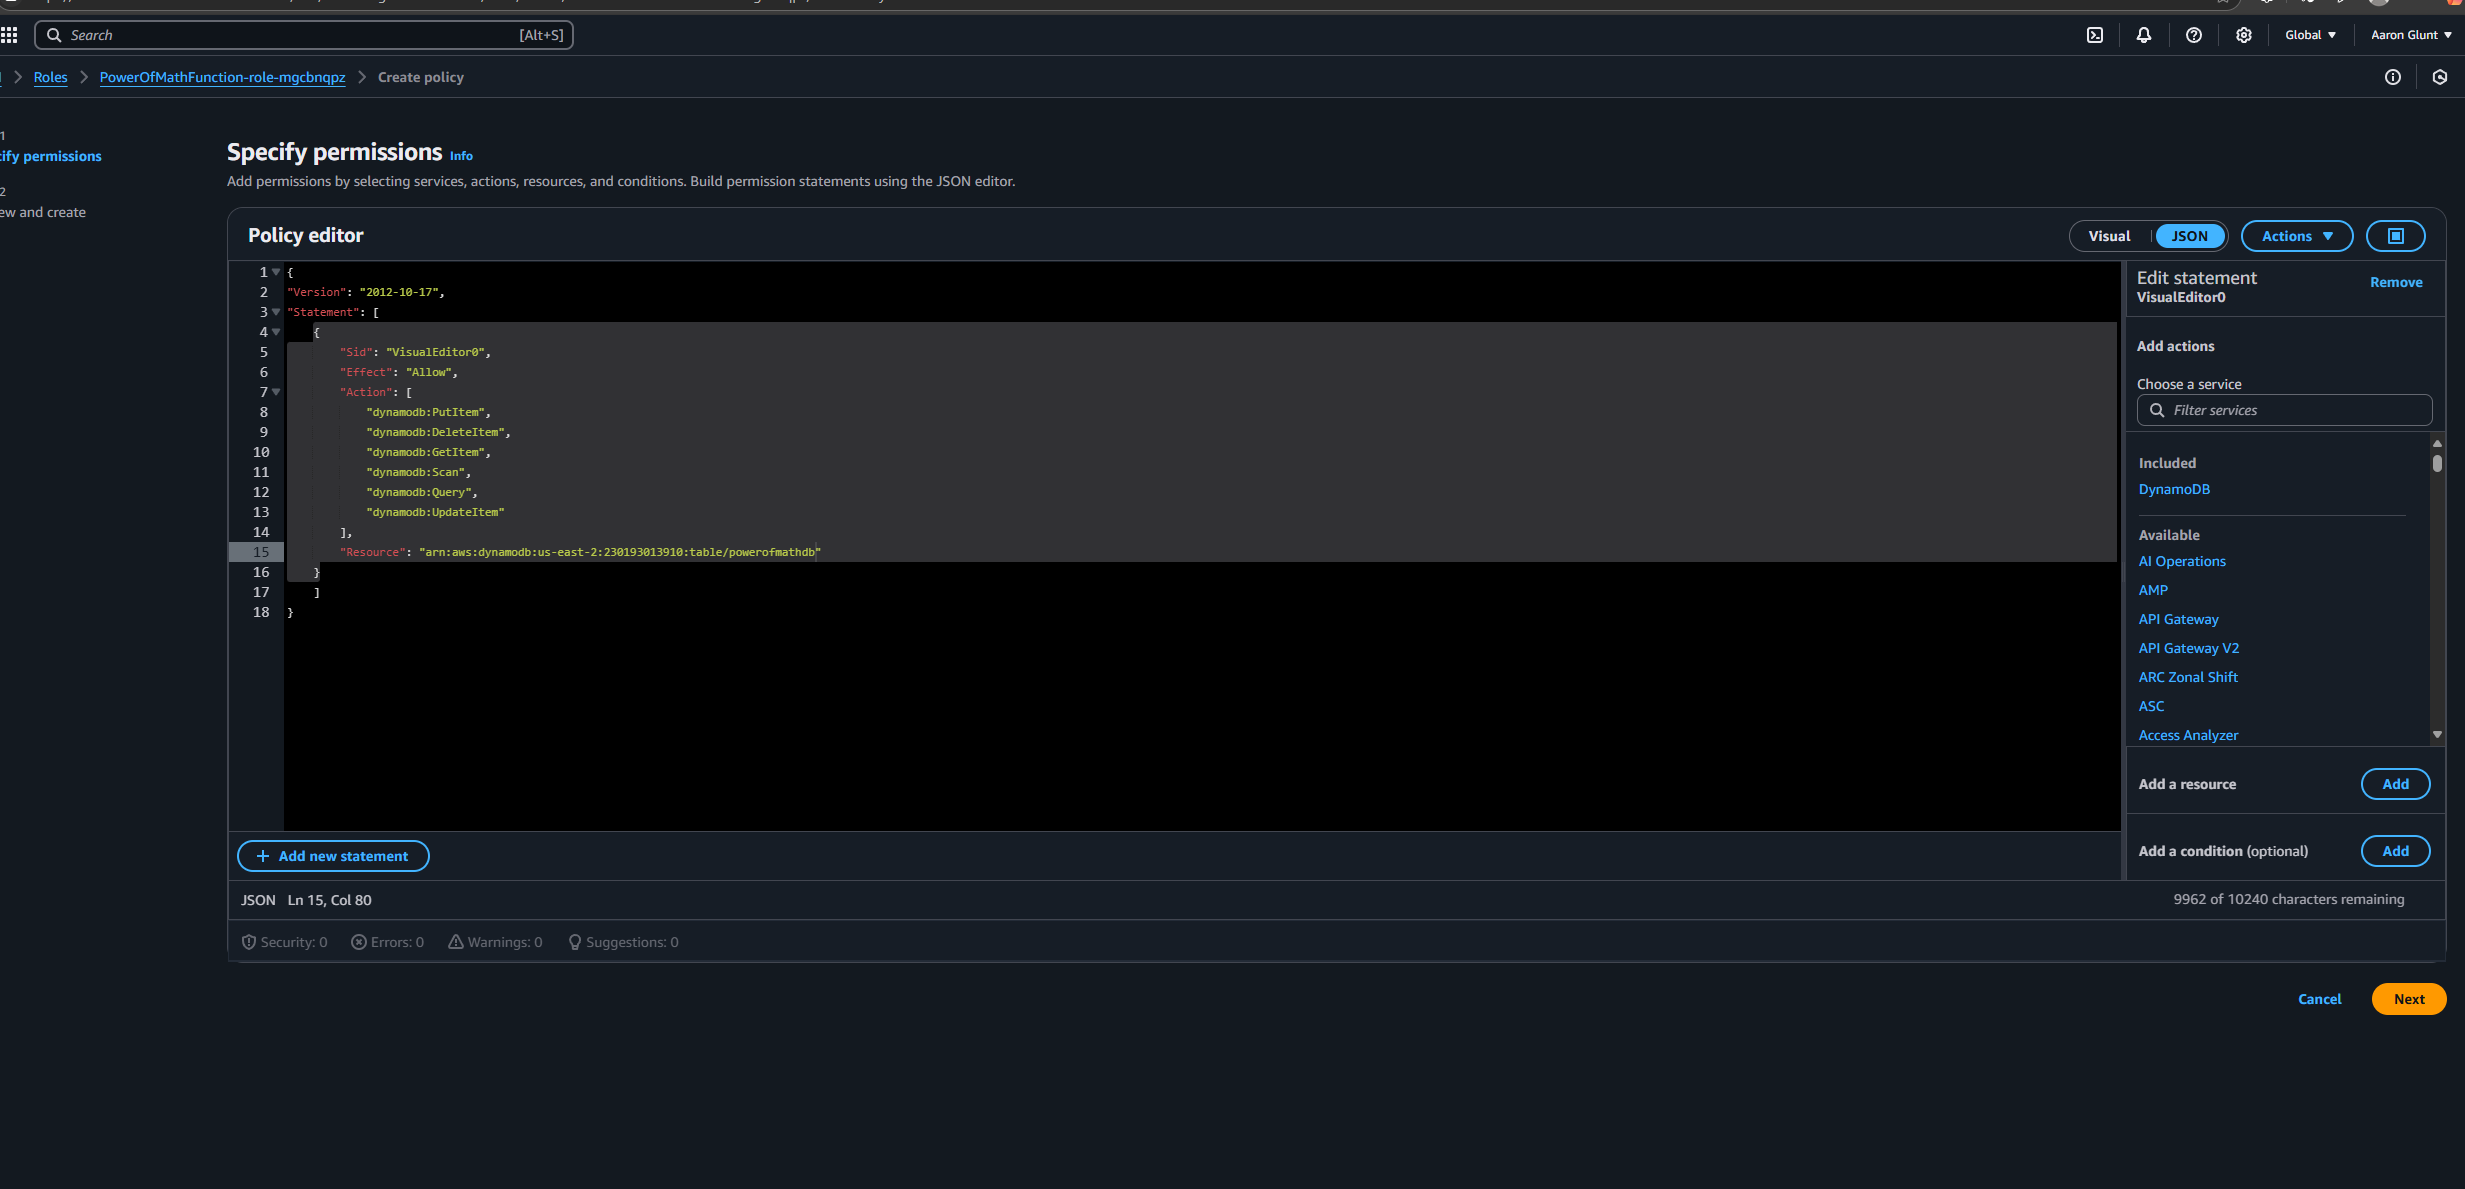 Search [Alt+S] Global Aaron Glunt
Roles PowerOfMathFunction-role-mgcbnqpz Create policy
1
ify permissions
2
ew and create
Specify permissions Info
Add permissions by selecting services, actions, resources, and conditions. Build permission statements using the JSON editor.
Policy editor
Visual JSON Actions
1 {
2 "Version": "2012-10-17",
3 "Statement": [
4 {
5 "Sid": "VisualEditor0",
6 "Effect": "Allow",
7 "Action": [
8 "dynamodb:PutItem",
9 "dynamodb:DeleteItem",
10 "dynamodb:GetItem",
11 "dynamodb:Scan",
12 "dynamodb:Query",
13 "dynamodb:UpdateItem"
14 ],
15 "Resource": "arn:aws:dynamodb:us-east-2:230193013910:table/powerofmathdb"
16 }
17 ]
18 }
Edit statement
VisualEditor0
Remove
Add actions
Choose a service
Filter services
Included
DynamoDB
Available
AI Operations
AMP
API Gateway
API Gateway V2
ARC Zonal Shift
ASC
Access Analyzer
Add a resource Add
Add a condition (optional) Add
+ Add new statement
JSON Ln 15, Col 80
9962 of 10240 characters remaining
Security: 0 Errors: 0 Warnings: 0 Suggestions: 0
Cancel Next